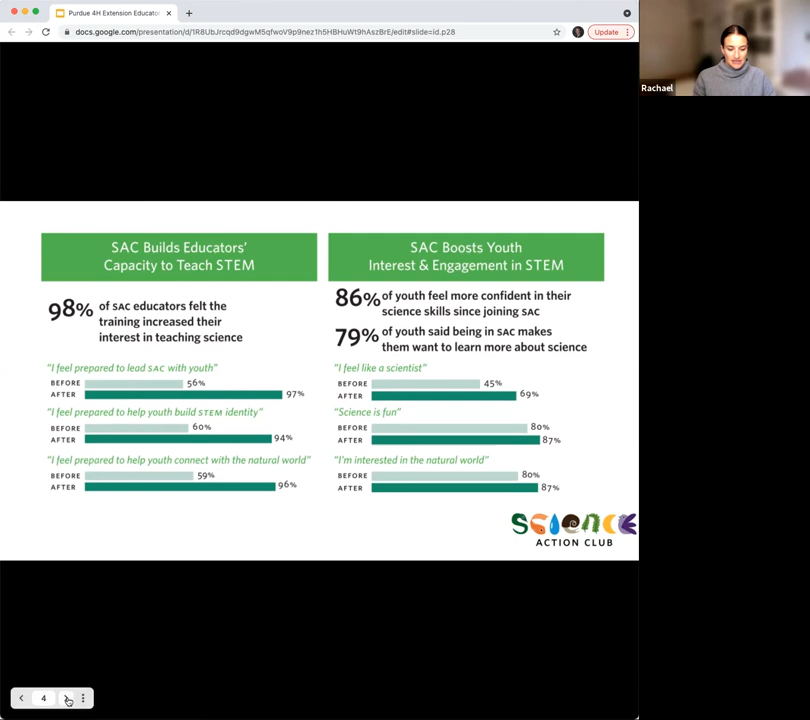 Purdue 4H Extension Educator
docs.google.com/presentation/d/1R8UbJrcqd9dgwM5qfwoV9p9nez1h5HBHuWt9hAszBrE/edit#slide=id.p28
Update
Rachael
SAC Builds Educators’
Capacity to Teach STEM
98% of SAC educators felt the
training increased their
interest in teaching science
“I feel prepared to lead SAC with youth”
BEFORE 56%
AFTER 97%
“I feel prepared to help youth build STEM identity”
BEFORE 60%
AFTER 94%
“I feel prepared to help youth connect with the natural world”
BEFORE 59%
AFTER 96%
SAC Boosts Youth
Interest & Engagement in STEM
86% of youth feel more confident in their
science skills since joining SAC
79% of youth said being in SAC makes
them want to learn more about science
“I feel like a scientist”
BEFORE 45%
AFTER 69%
“Science is fun”
BEFORE 80%
AFTER 87%
“I’m interested in the natural world”
BEFORE 80%
AFTER 87%
SCIENCE
ACTION CLUB
4